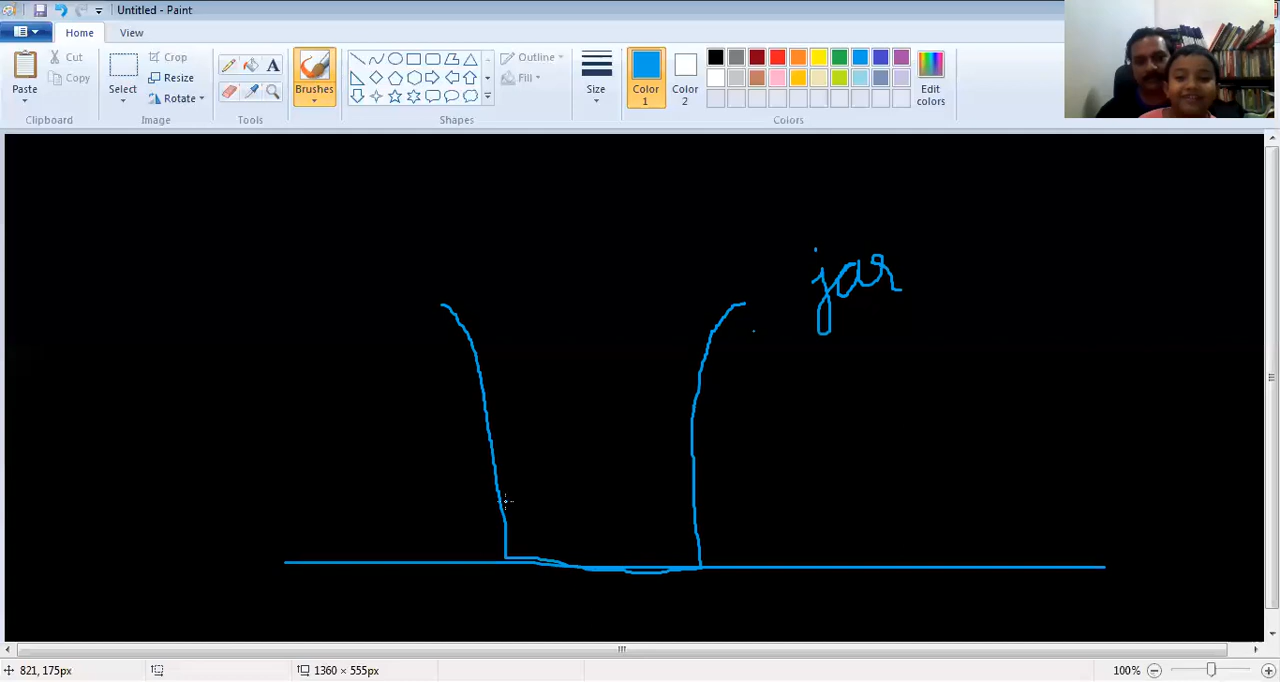 Untitled - Paint
Home View
Paste
Cut
Copy
Clipboard
Select
Crop
Resize
Rotate
Image
A
Tools
Brushes
Outline
Fill
Shapes
Size
Color 1
Color 2
Edit colors
Colors
jar
821, 175px
1360 × 555px
100%